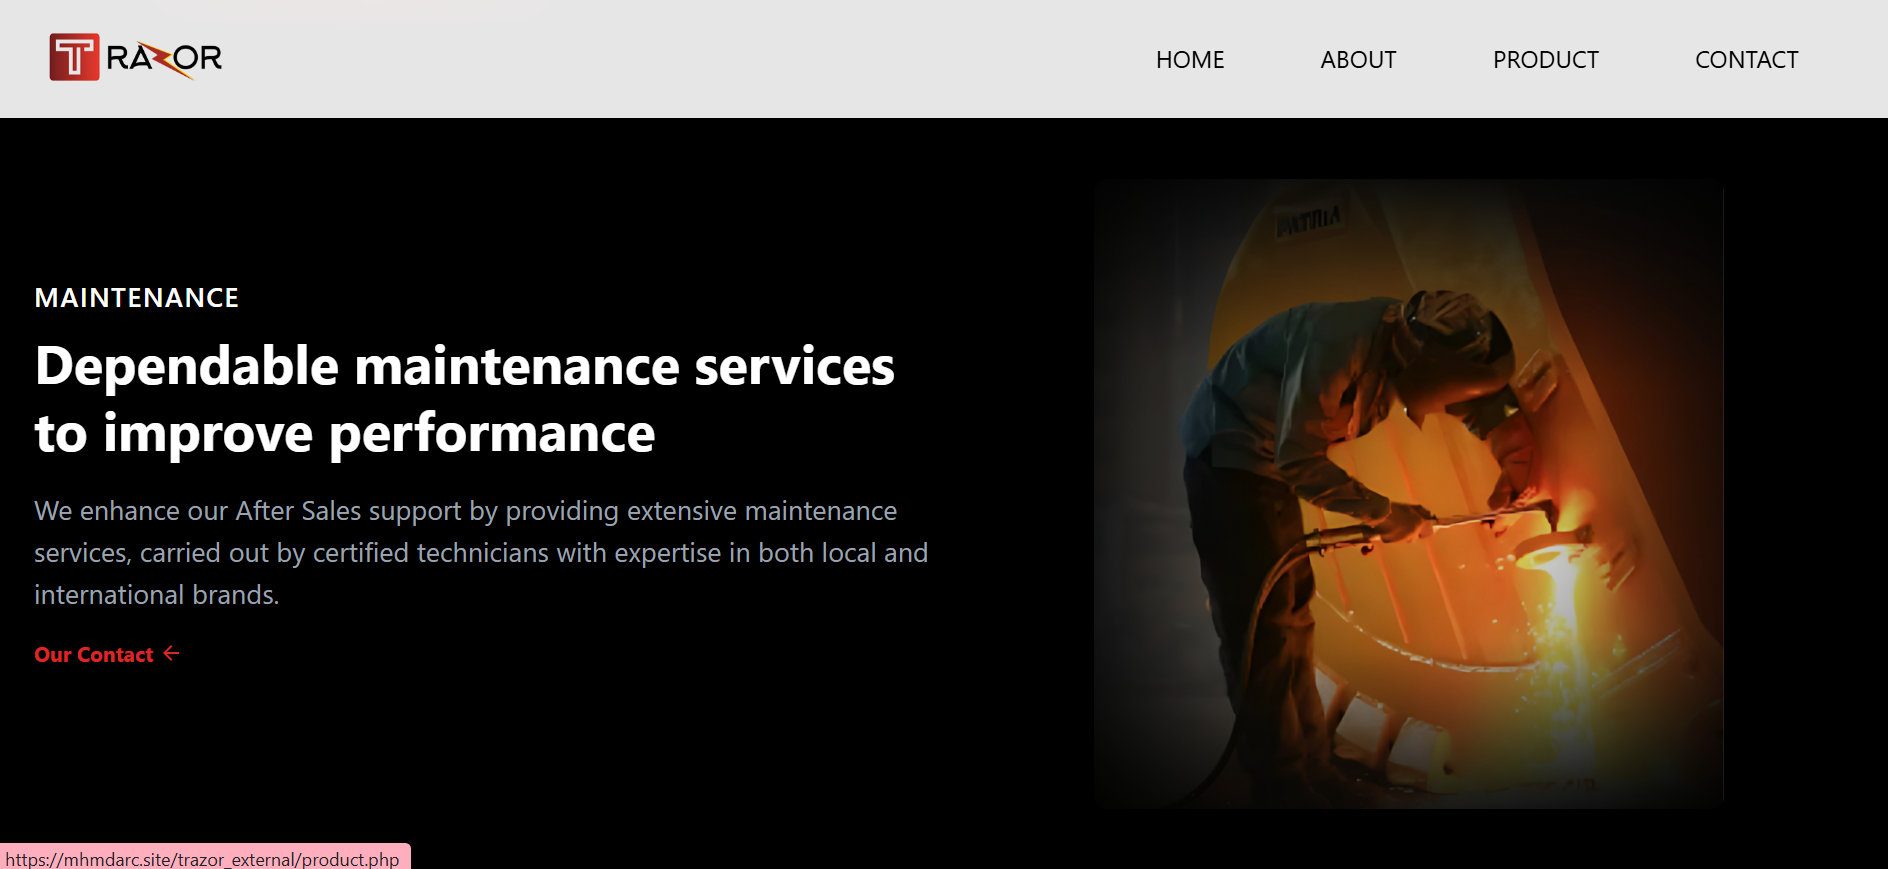 TRAZOR
HOME ABOUT PRODUCT CONTACT
MAINTENANCE
Dependable maintenance services
to improve performance
We enhance our After Sales support by providing extensive maintenance
services, carried out by certified technicians with expertise in both local and
international brands.
Our Contact ←
https://mhmdarc.site/trazor_external/product.php